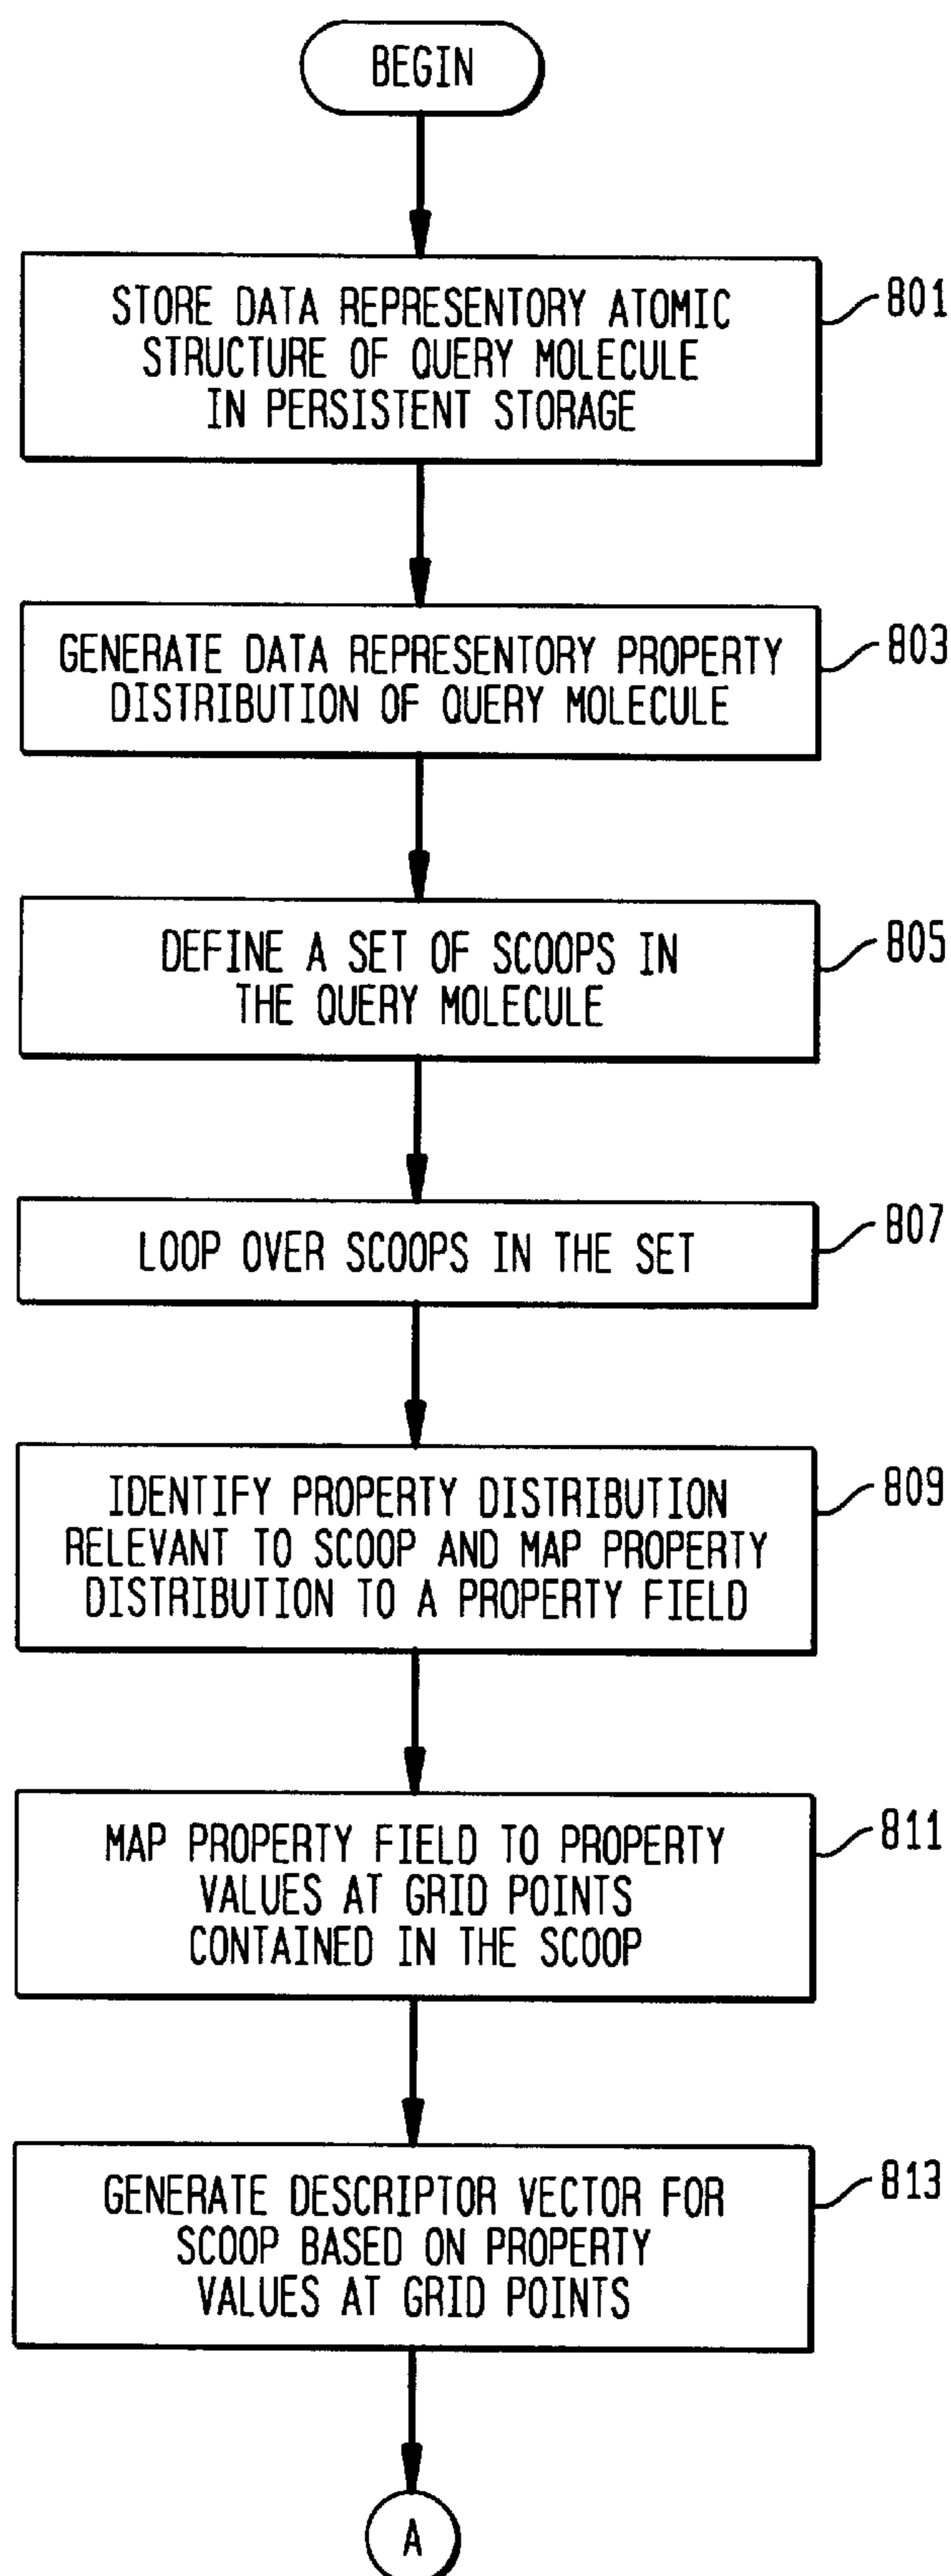 BEGIN
STORE DATA REPRESENTORY ATOMIC
STRUCTURE OF QUERY MOLECULE
IN PERSISTENT STORAGE
801
GENERATE DATA REPRESENTORY PROPERTY
DISTRIBUTION OF QUERY MOLECULE
803
DEFINE A SET OF SCOOPS IN
THE QUERY MOLECULE
805
LOOP OVER SCOOPS IN THE SET
807
IDENTIFY PROPERTY DISTRIBUTION
RELEVANT TO SCOOP AND MAP PROPERTY
DISTRIBUTION TO A PROPERTY FIELD
809
MAP PROPERTY FIELD TO PROPERTY
VALUES AT GRID POINTS
CONTAINED IN THE SCOOP
811
GENERATE DESCRIPTOR VECTOR FOR
SCOOP BASED ON PROPERTY
VALUES AT GRID POINTS
813
A